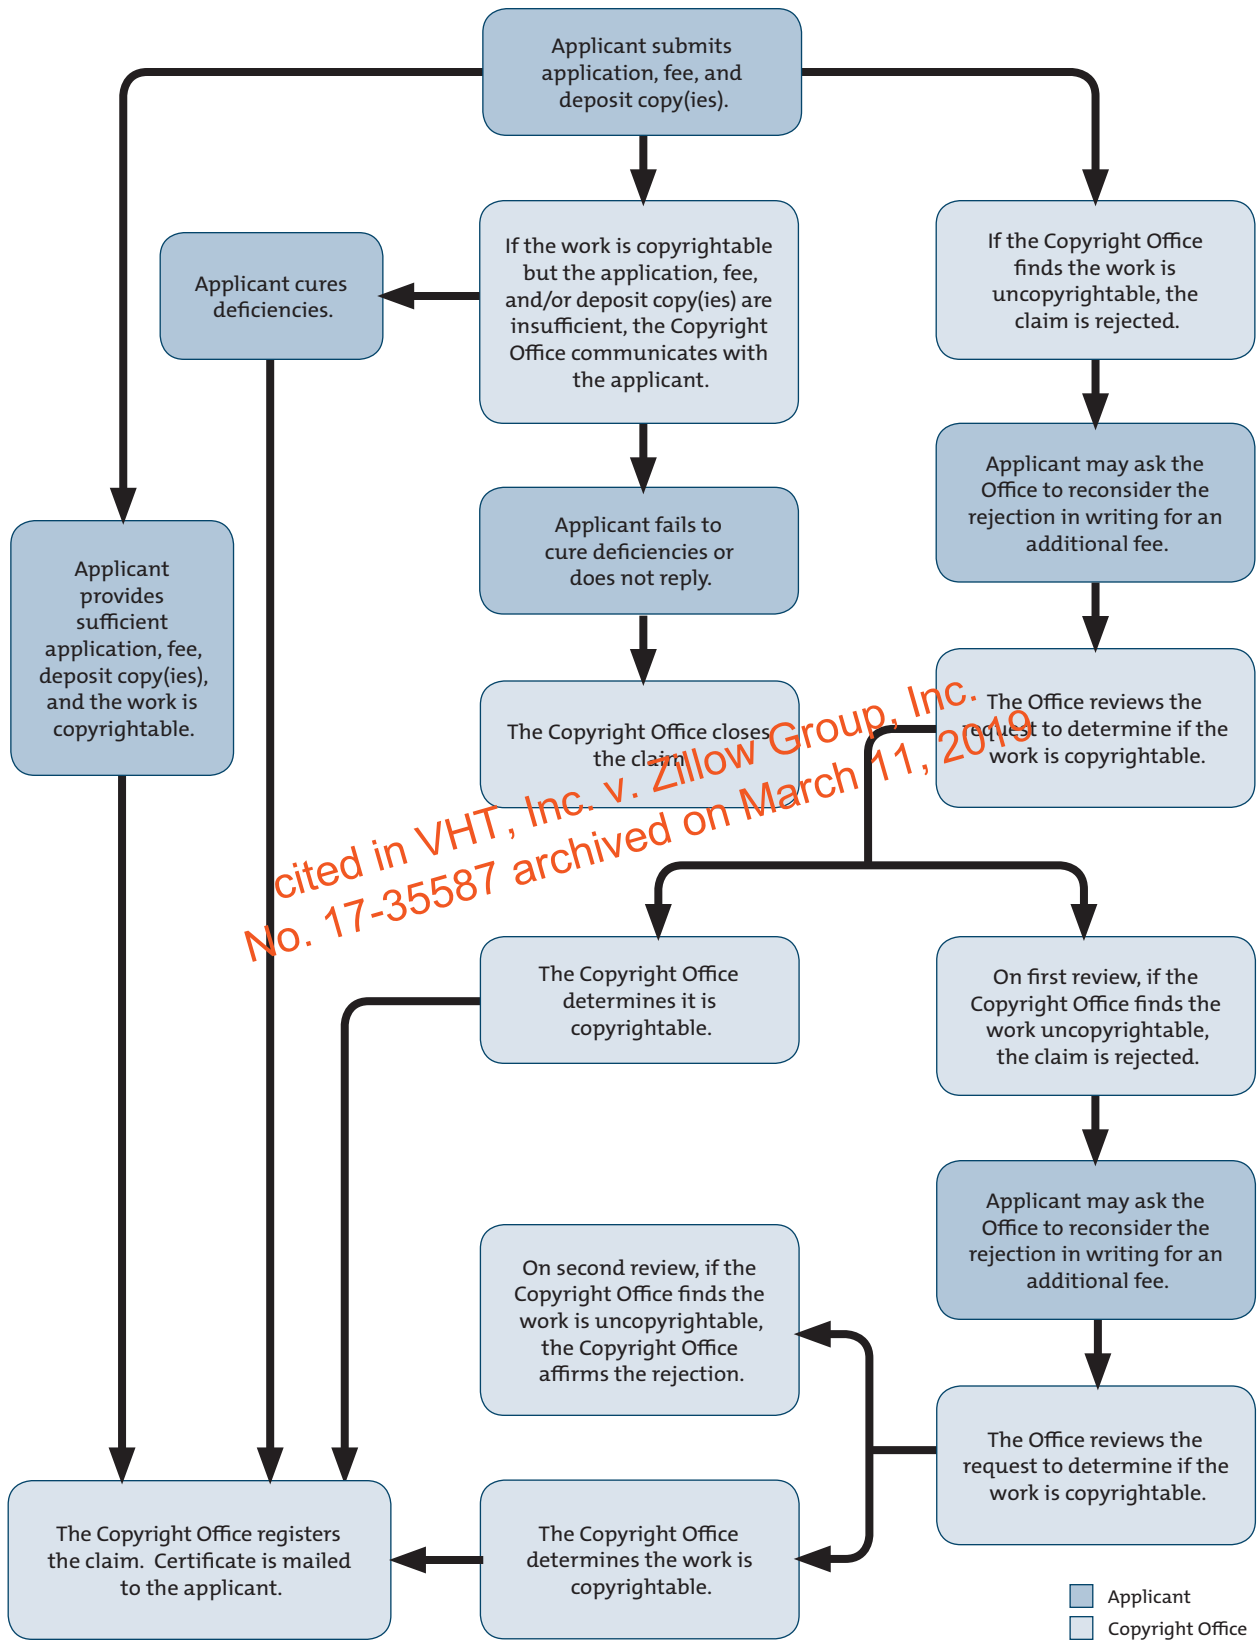 Applicant submits
application, fee, and
deposit copy(ies).
If the work is copyrightable
but the application, fee,
and/or deposit copy(ies) are
insufficient, the Copyright
Office communicates with
the applicant.
If the Copyright Office
finds the work is
uncopyrightable, the
claim is rejected.
Applicant cures
deficiencies.
Applicant may ask the
Office to reconsider the
rejection in writing for an
additional fee.
Applicant fails to
cure deficiencies or
does not reply.
Applicant
provides
sufficient
application, fee,
deposit copy(ies),
and the work is
copyrightable.
The Copyright Office closes
the claim.
The Office reviews the
request to determine if the
work is copyrightable.
cited in VHT, Inc. v. Zillow Group, Inc.
No. 17-35587 archived on March 11, 2019
The Copyright Office
determines it is
copyrightable.
On first review, if the
Copyright Office finds the
work uncopyrightable,
the claim is rejected.
Applicant may ask the
Office to reconsider the
rejection in writing for an
additional fee.
On second review, if the
Copyright Office finds the
work is uncopyrightable,
the Copyright Office
affirms the rejection.
The Office reviews the
request to determine if the
work is copyrightable.
The Copyright Office registers
the claim. Certificate is mailed
to the applicant.
The Copyright Office
determines the work is
copyrightable.
Applicant
Copyright Office